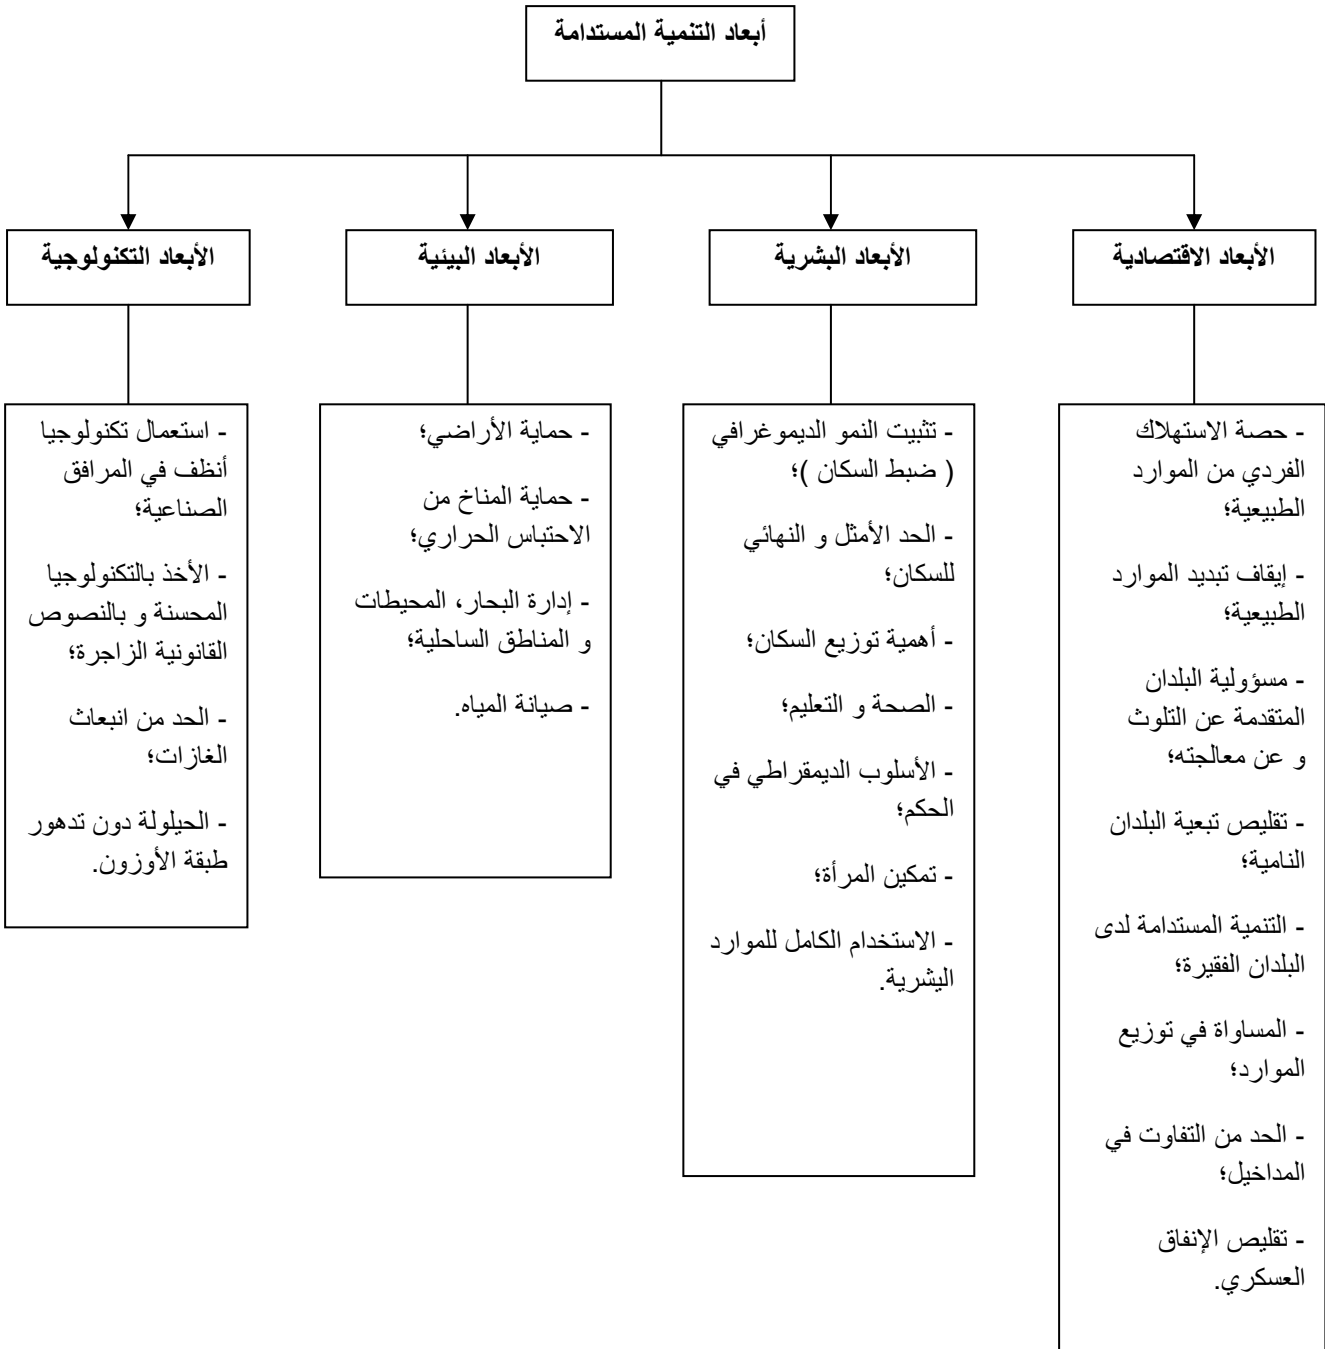 أبعاد التنمية المستدامة
الأبعاد الاقتصادية
الأبعاد البشرية
الأبعاد البيئية
الأبعاد التكنولوجية
- حصة الاستهلاك
الفردي من الموارد
الطبيعية؛
- إيقاف تبديد الموارد
الطبيعية؛
- مسؤولية البلدان
المتقدمة عن التلوث
و عن معالجته؛
- تقليص تبعية البلدان
النامية؛
- التنمية المستدامة لدى
البلدان الفقيرة؛
- المساواة في توزيع
الموارد؛
- الحد من التفاوت في
المداخيل؛
- تقليص الإنفاق
العسكري.
- تثبيت النمو الديموغرافي
( ضبط السكان )؛
- الحد الأمثل و النهائي
للسكان؛
- أهمية توزيع السكان؛
- الصحة و التعليم؛
- الأسلوب الديمقراطي في
الحكم؛
- تمكين المرأة؛
- الاستخدام الكامل للموارد
اليشرية.
- حماية الأراضي؛
- حماية المناخ من
الاحتباس الحراري؛
- إدارة البحار، المحيطات
و المناطق الساحلية؛
- صيانة المياه.
- استعمال تكنولوجيا
أنظف في المرافق
الصناعية؛
- الأخذ بالتكنولوجيا
المحسنة و بالنصوص
القانونية الزاجرة؛
- الحد من انبعاث
الغازات؛
- الحيلولة دون تدهور
طبقة الأوزون.